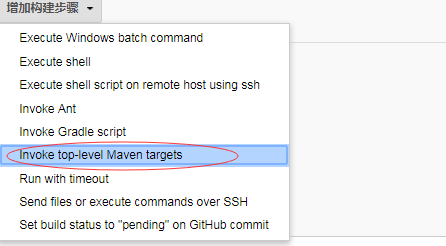 增加构建步骤
Execute Windows batch command
Execute shell
Execute shell script on remote host using ssh
Invoke Ant
Invoke Gradle script
Invoke top-level Maven targets
Run with timeout
Send files or execute commands over SSH
Set build status to "pending" on GitHub commit